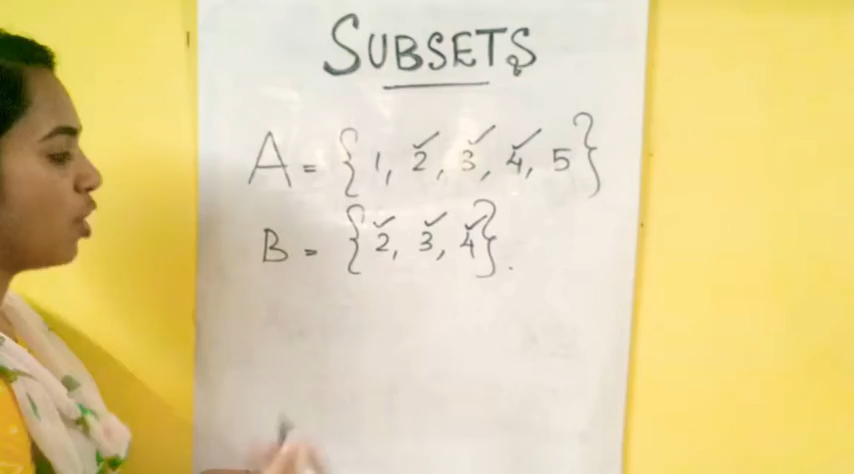 SUBSETS
A = {1, 2, 3, 4, 5}
B = {2, 3, 4}.